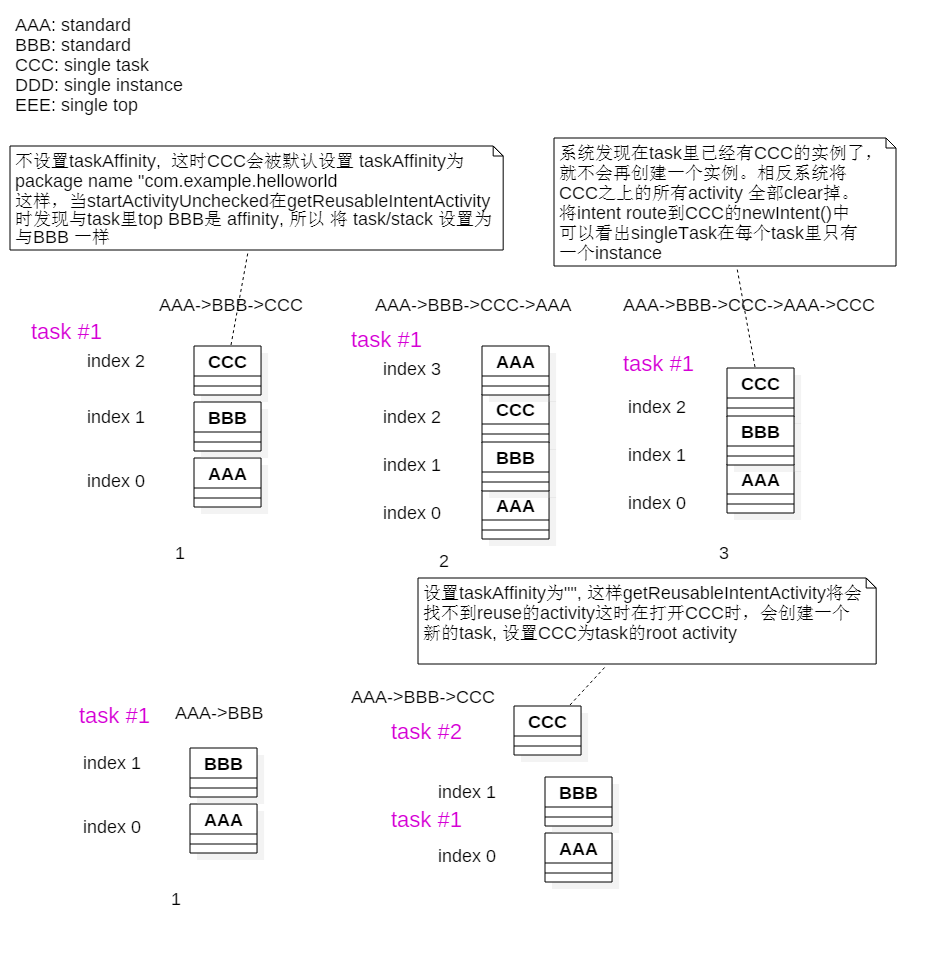 AAA: standard
BBB: standard
CCC: single task
DDD: single instance
EEE: single top
不设置taskAffinity, 这时CCC会被默认设置 taskAffinity为
package name "com.example.helloworld
这样，当startActivityUnchecked在getReusableIntentActivity
时发现与task里top BBB是 affinity, 所以 将 task/stack 设置为
与BBB 一样
系统发现在task里已经有CCC的实例了，
就不会再创建一个实例。相反系统将
CCC之上的所有activity 全部clear掉。
将intent route到CCC的newIntent()中
可以看出singleTask在每个task里只有
一个instance
AAA->BBB->CCC
task #1
index 2
CCC
index 1
BBB
index 0
AAA
1
AAA->BBB->CCC->AAA
task #1
index 3
AAA
index 2
CCC
index 1
BBB
index 0
AAA
2
AAA->BBB->CCC->AAA->CCC
task #1
CCC
index 2
BBB
index 1
AAA
index 0
3
设置taskAffinity为"", 这样getReusableIntentActivity将会
找不到reuse的activity这时在打开CCC时，会创建一个
新的task, 设置CCC为task的root activity
task #1
AAA->BBB
index 1
BBB
index 0
AAA
1
AAA->BBB->CCC
task #2
CCC
index 1
BBB
task #1
index 0
AAA